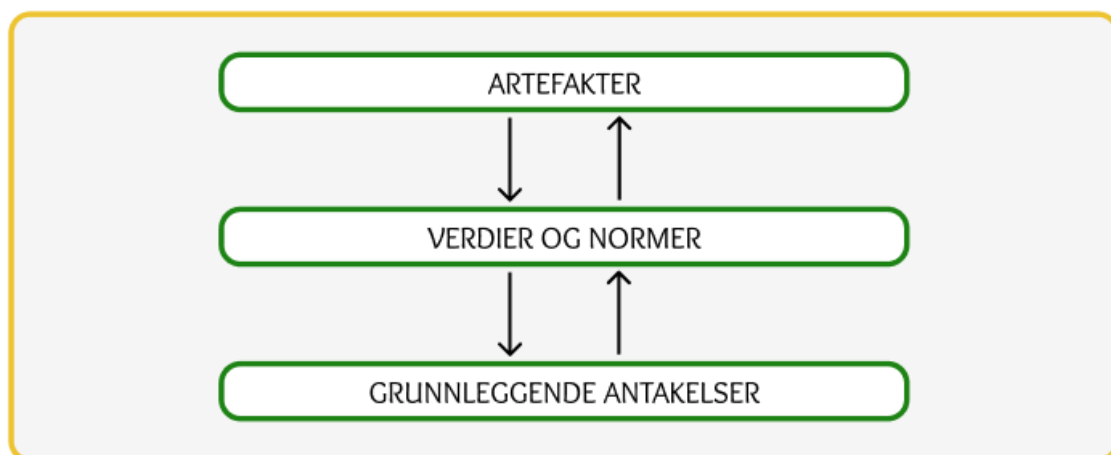 ARTEFAKTER
VERDIER OG NORMER
GRUNNLEGGENDE ANTAKELSER